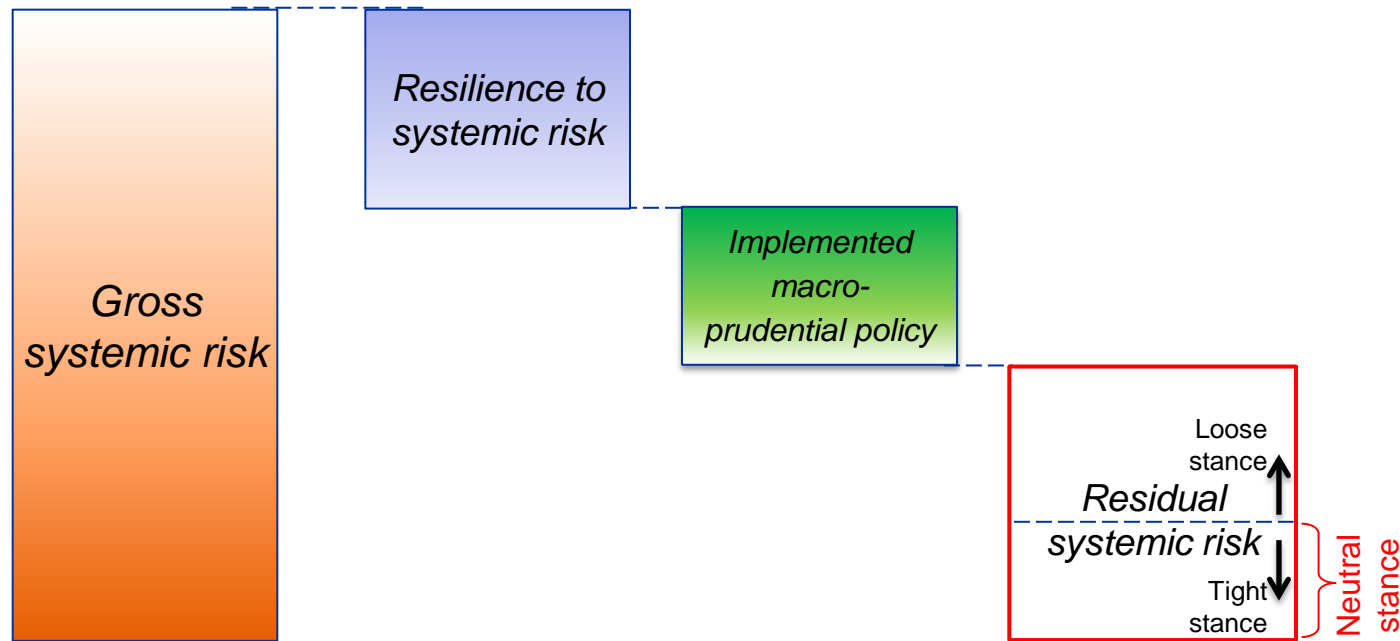 Gross
systemic risk
Resilience to
systemic risk
Implemented
macro-
prudential policy
Loose
stance
Residual
systemic risk
Tight
stance
Neutral
stance